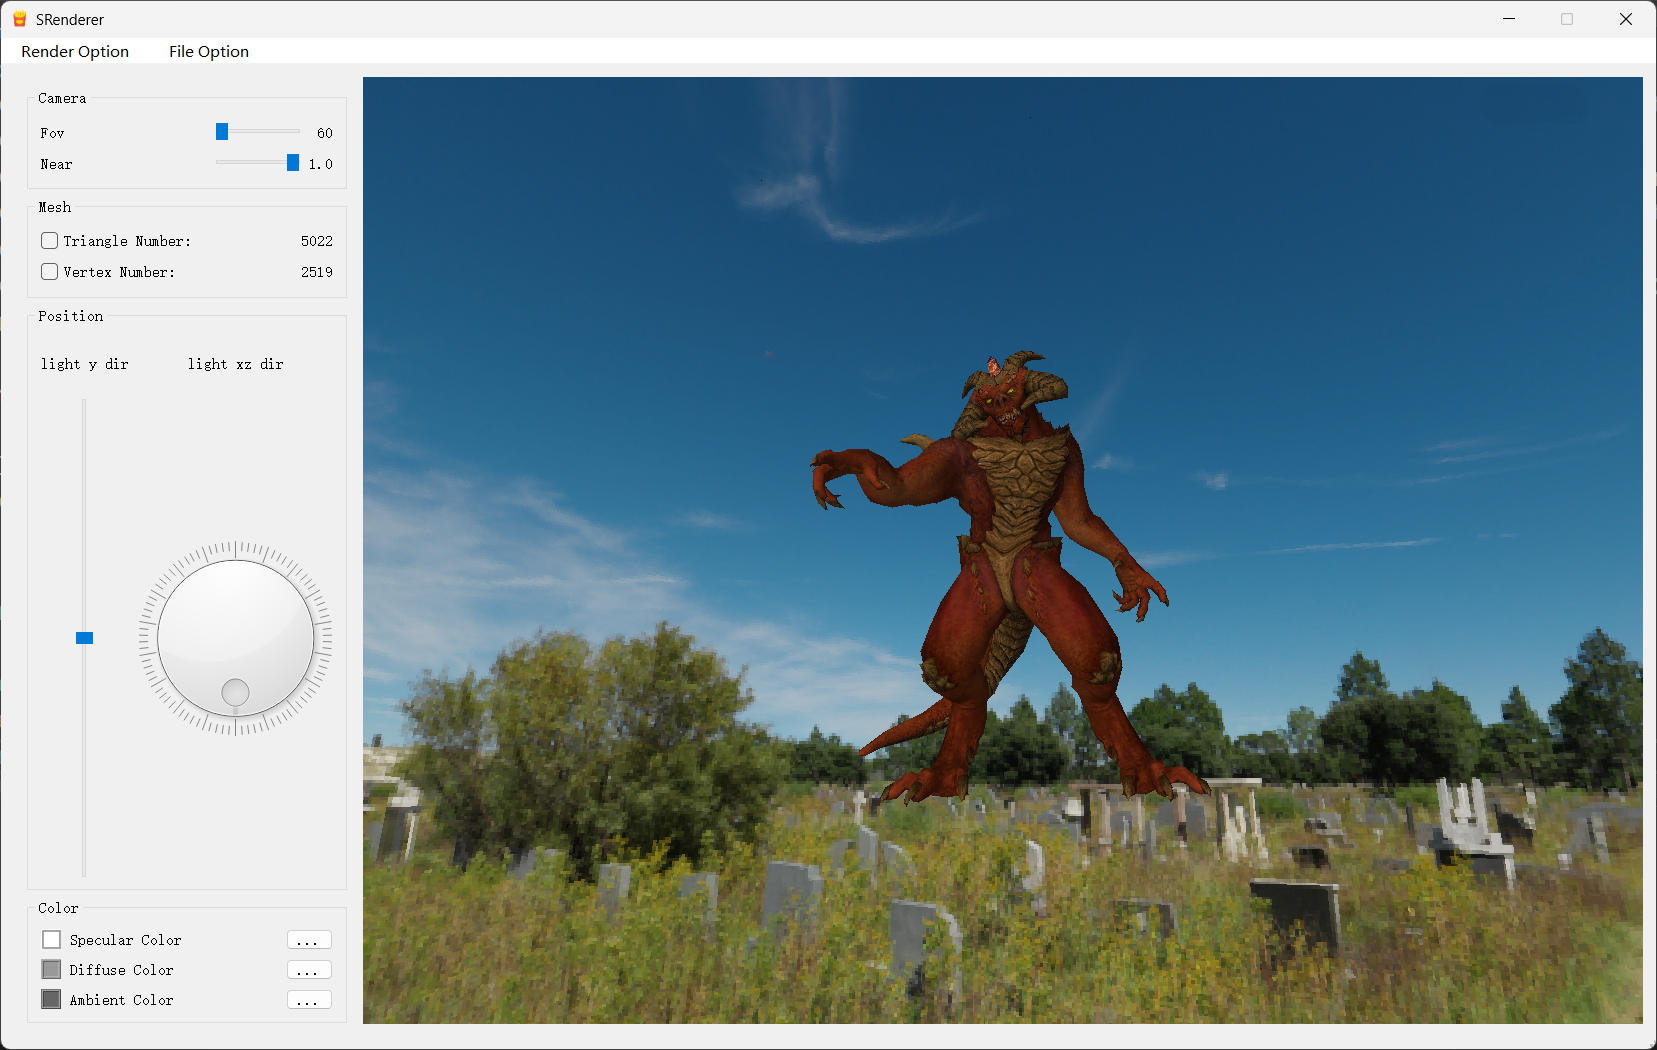 SRenderer
Render Option File Option
Camera
Fov 60
Near 1.0
Mesh
Triangle Number: 5022
Vertex Number: 2519
Position
light y dir light xz dir
Color
Specular Color ...
Diffuse Color ...
Ambient Color ...